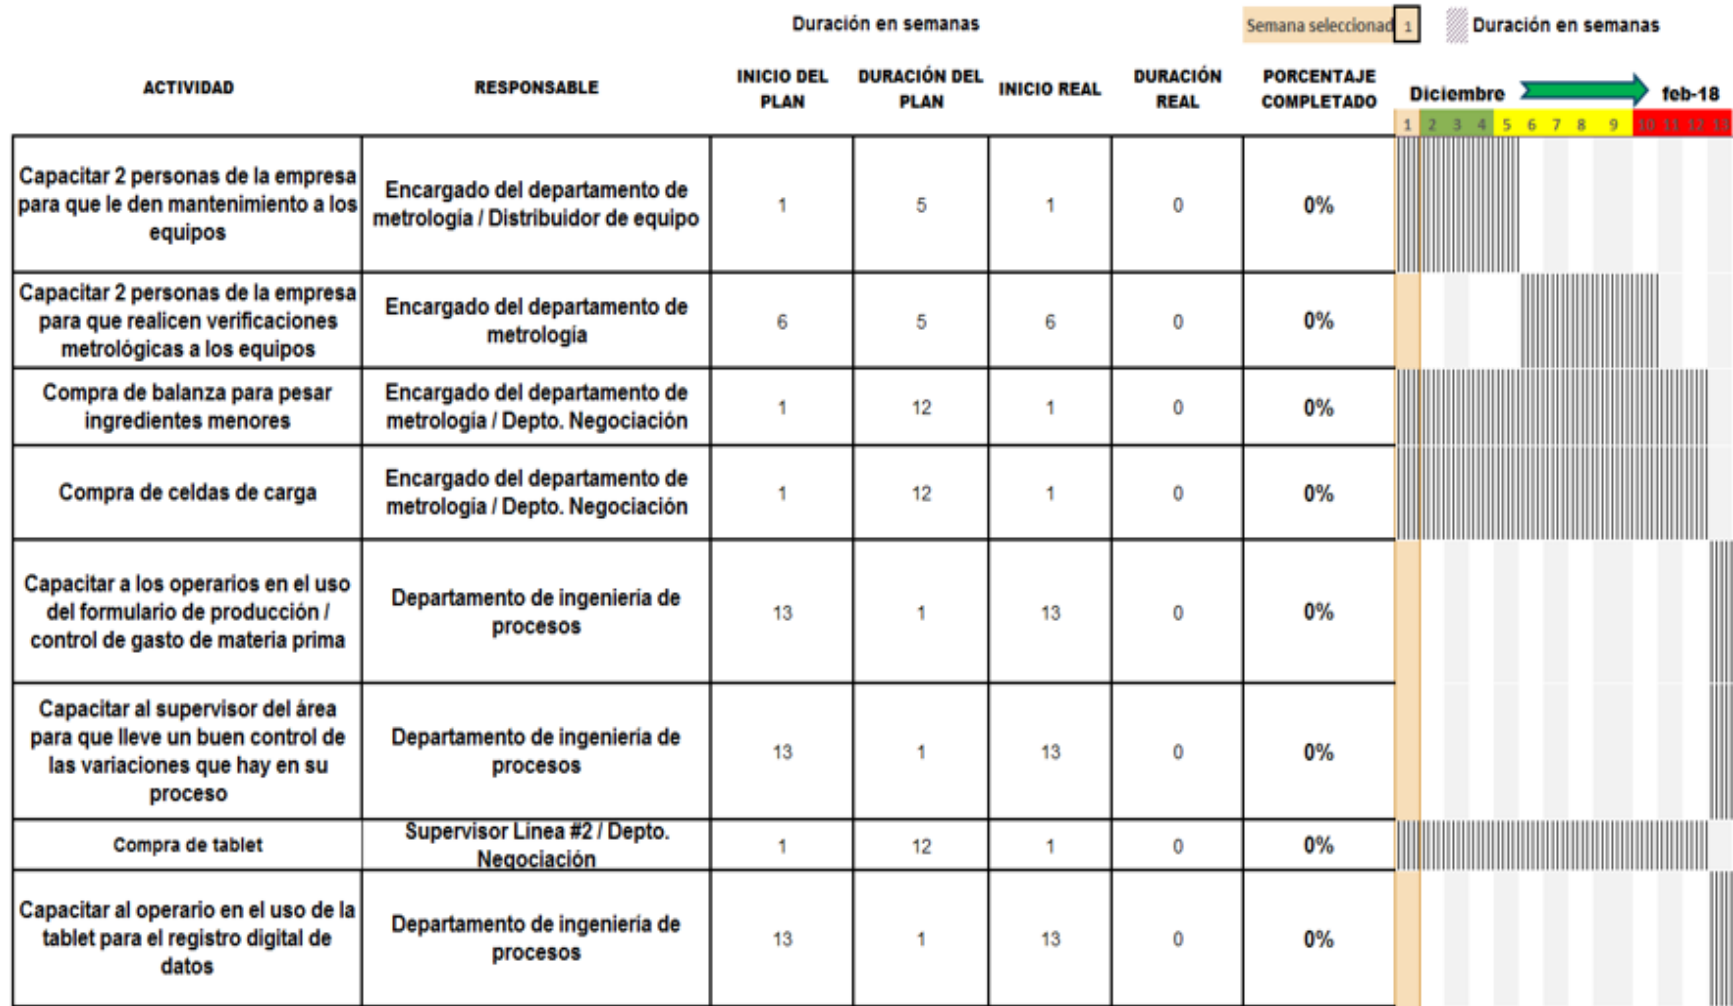 Duración en semanas
Semana seleccionad 1
Duración en semanas
ACTIVIDAD
RESPONSABLE
INICIO DEL
PLAN
DURACIÓN DEL
PLAN
INICIO REAL
DURACIÓN
REAL
PORCENTAJE
COMPLETADO
Diciembre
feb-18
1 2 3 4 5 6 7 8 9 10 11 12 13
Capacitar 2 personas de la empresa
para que le den mantenimiento a los
equipos
Encargado del departamento de
metrología / Distribuidor de equipo
1
5
1
0
0%
Capacitar 2 personas de la empresa
para que realicen verificaciones
metrológicas a los equipos
Encargado del departamento de
metrología
6
5
6
0
0%
Compra de balanza para pesar
ingredientes menores
Encargado del departamento de
metrología / Depto. Negociación
1
12
1
0
0%
Compra de celdas de carga
Encargado del departamento de
metrología / Depto. Negociación
1
12
1
0
0%
Capacitar a los operarios en el uso
del formulario de producción /
control de gasto de materia prima
Departamento de ingeniería de
procesos
13
1
13
0
0%
Capacitar al supervisor del área
para que lleve un buen control de
las variaciones que hay en su
proceso
Departamento de ingeniería de
procesos
13
1
13
0
0%
Compra de tablet
Supervisor Línea #2 / Depto.
Negociación
1
12
1
0
0%
Capacitar al operario en el uso de la
tablet para el registro digital de
datos
Departamento de ingeniería de
procesos
13
1
13
0
0%